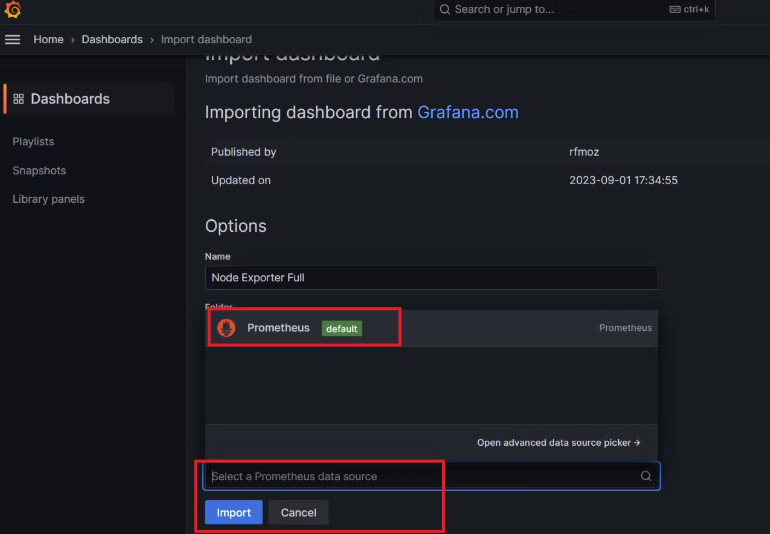 Search or jump to...
ctrl+k
Home › Dashboards › Import dashboard
Import dashboard
Import dashboard from file or Grafana.com
Dashboards
Importing dashboard from Grafana.com
Playlists
Published by
rfmoz
Snapshots
Updated on
2023-09-01 17:34:55
Library panels
Options
Name
Node Exporter Full
Folder
Prometheus default
Prometheus
Open advanced data source picker →
Select a Prometheus data source
Import
Cancel